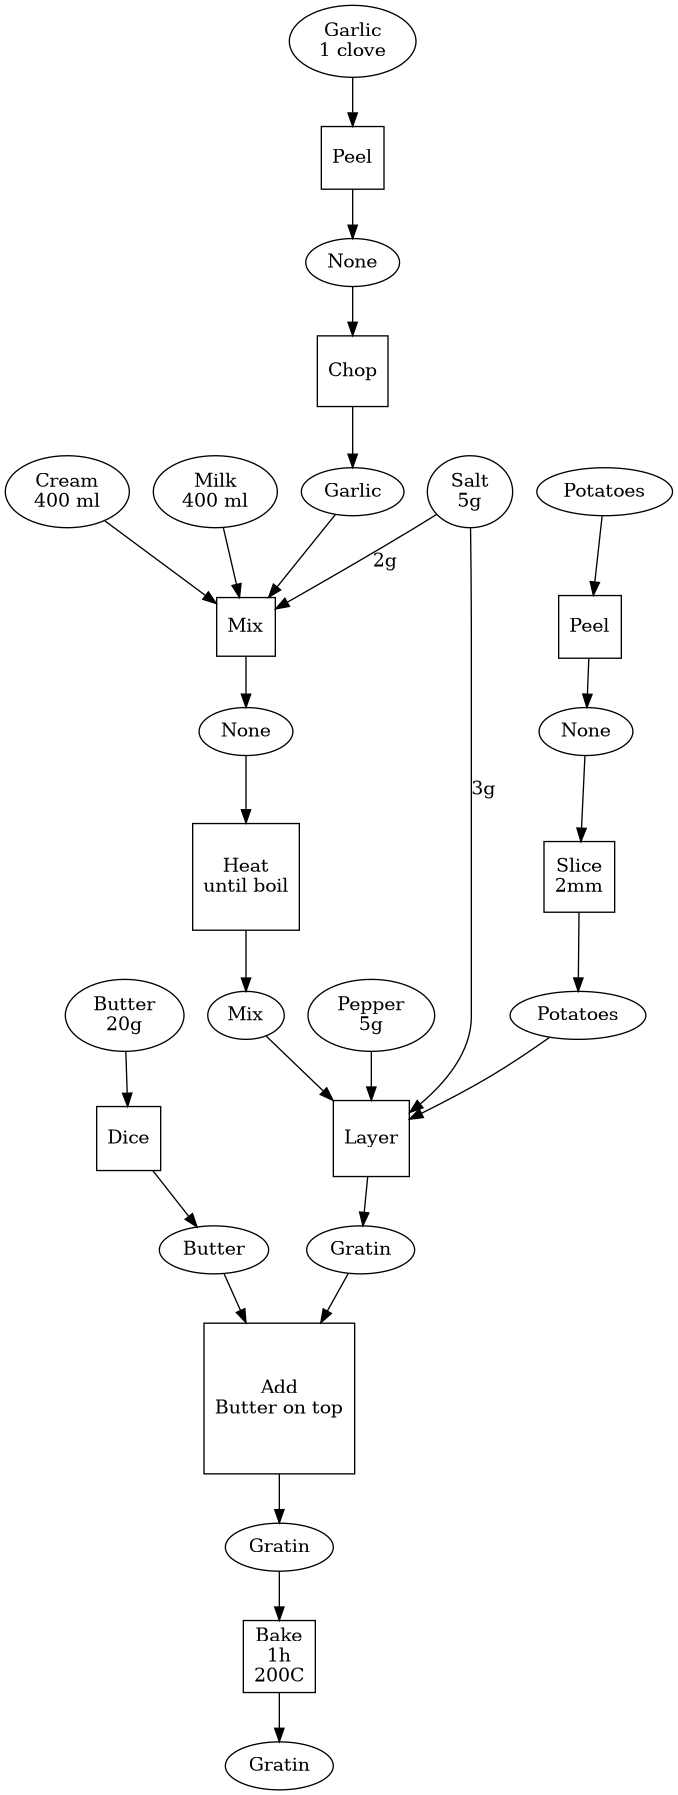 Garlic
1 clove
Peel
None
Chop
Cream
400 ml
Milk
400 ml
Garlic
Salt
5g
Potatoes
2g
Mix
Peel
None
None
3g
Heat
until boil
Slice
2mm
Butter
20g
Mix
Pepper
5g
Potatoes
Dice
Layer
Butter
Gratin
Add
Butter on top
Gratin
Bake
1h
200C
Gratin